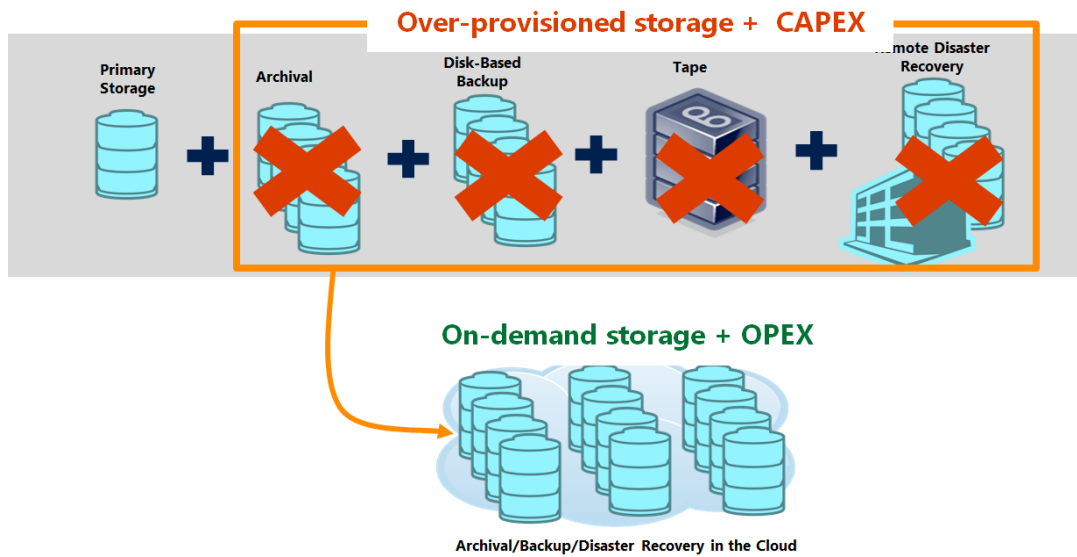 Over-provisioned storage + CAPEX
Primary
Storage
Archival
Disk-Based
Backup
Tape
Remote Disaster
Recovery
On-demand storage + OPEX
Archival/Backup/Disaster Recovery in the Cloud